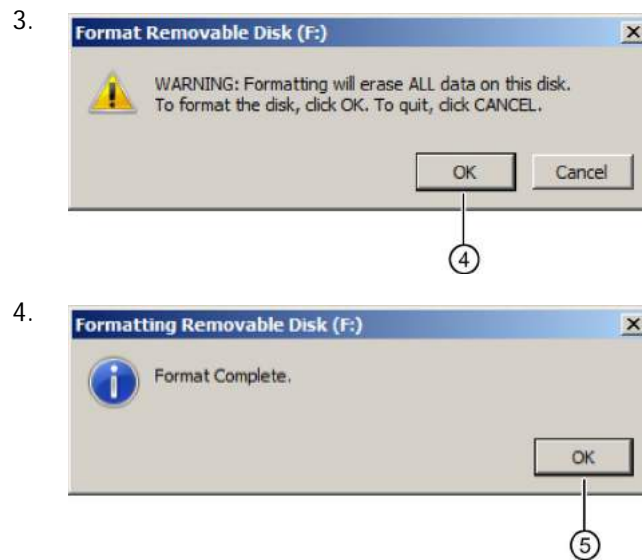 3.
Format Removable Disk (F:)
WARNING: Formatting will erase ALL data on this disk.
To format the disk, click OK. To quit, click CANCEL.
OK Cancel
4
4.
Formatting Removable Disk (F:)
Format Complete.
OK
5